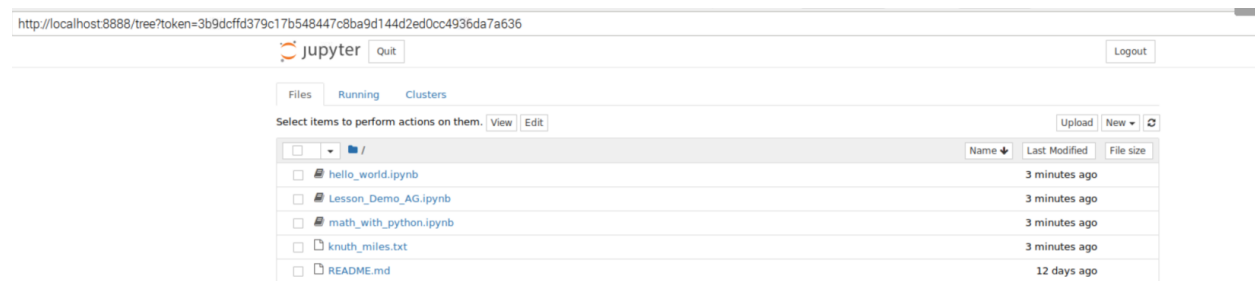 http://localhost:8888/tree?token=3b9dcffd379c17b548447c8ba9d144d2ed0cc4936da7a636
jupyter Quit Logout
Files Running Clusters
Select items to perform actions on them. View Edit Upload New
/ Name Last Modified File size
hello_world.ipynb 3 minutes ago
Lesson_Demo_AG.ipynb 3 minutes ago
math_with_python.ipynb 3 minutes ago
knuth_miles.txt 3 minutes ago
README.md 12 days ago